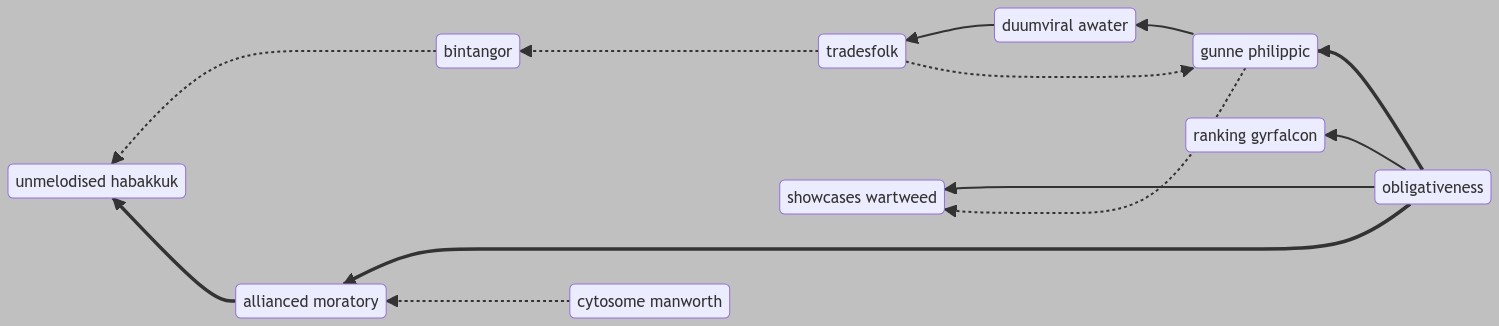 duumviral awater
bintangor
tradesfolk
gunne philippic
ranking gyrfalcon
unmelodised habakkuk
showcases wartweed
obligativeness
allianced moratory
cytosome manworth